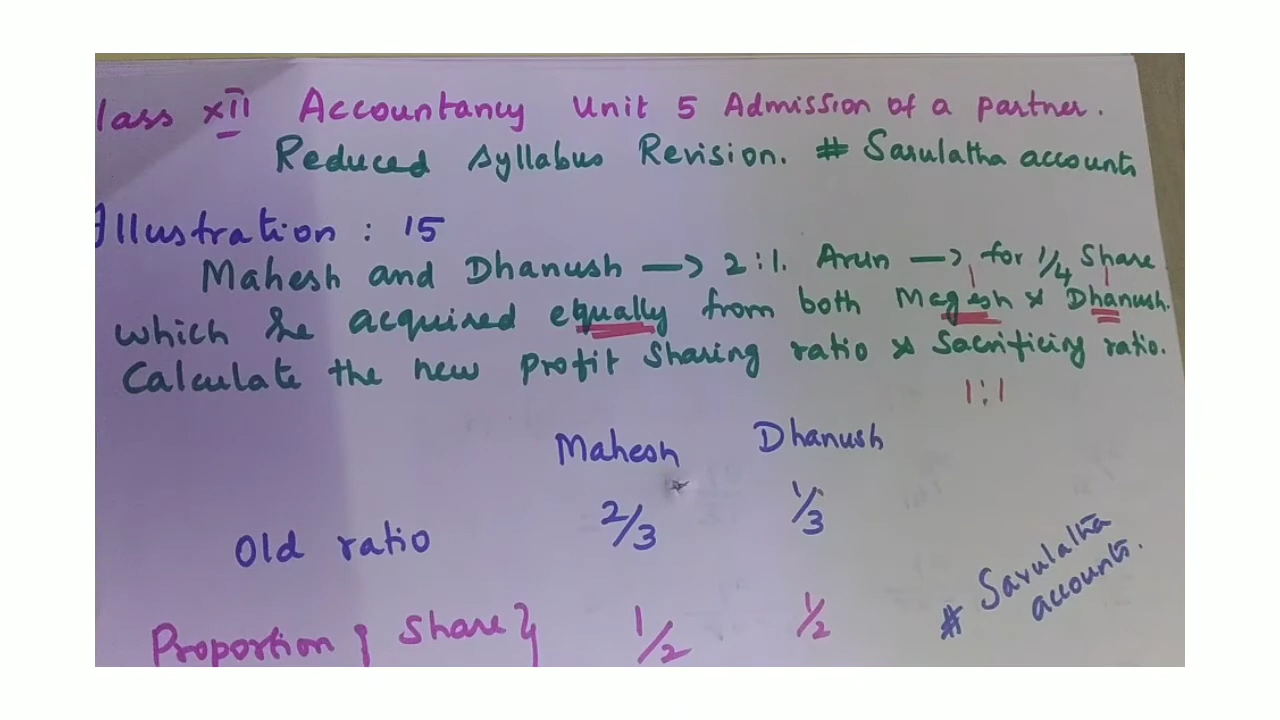 lass XII Accountancy Unit 5 Admission of a partner.
Reduced Syllabus Revision. # Sarulatha accounts
Illustration : 15
Mahesh and Dhanush → 2:1. Arun → for 1/4 Share
which he acquired equally from both Magesh & Dhanush.
Calculate the new profit sharing ratio & Sacrificing ratio.
1:1
Mahesh Dhanush
Old ratio 2/3 1/3
# Sarulatha accounts.
Proportion { Share } 1/2 1/2